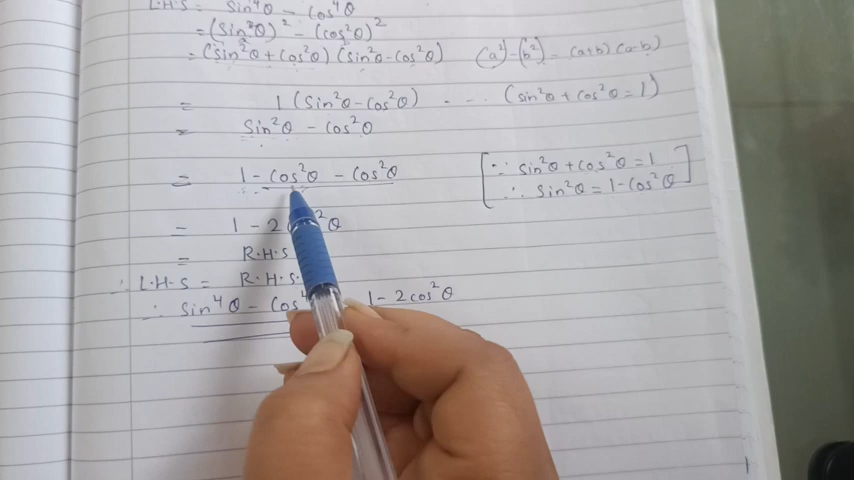 L.H.S = Sin⁴θ - Cos⁴θ
= (Sin²θ)² - (Cos²θ)²
= (Sin²θ + Cos²θ) (Sin²θ - Cos²θ) (a²) - (b²) - (a+b) (a-b)
= 1 (Sin²θ - Cos²θ) - - - (Sin²θ + Cos²θ = 1)
= Sin²θ - Cos²θ
= 1 - Cos²θ - Cos²θ [∵ Sin²θ + Cos²θ = 1
∴ Sin²θ = 1 - Cos²θ]
= 1 - 2 θ
= R.H.S
∴ L.H.S = R.H.S.
∴ Sin⁴θ - Cos⁴ 1 - 2cos²θ